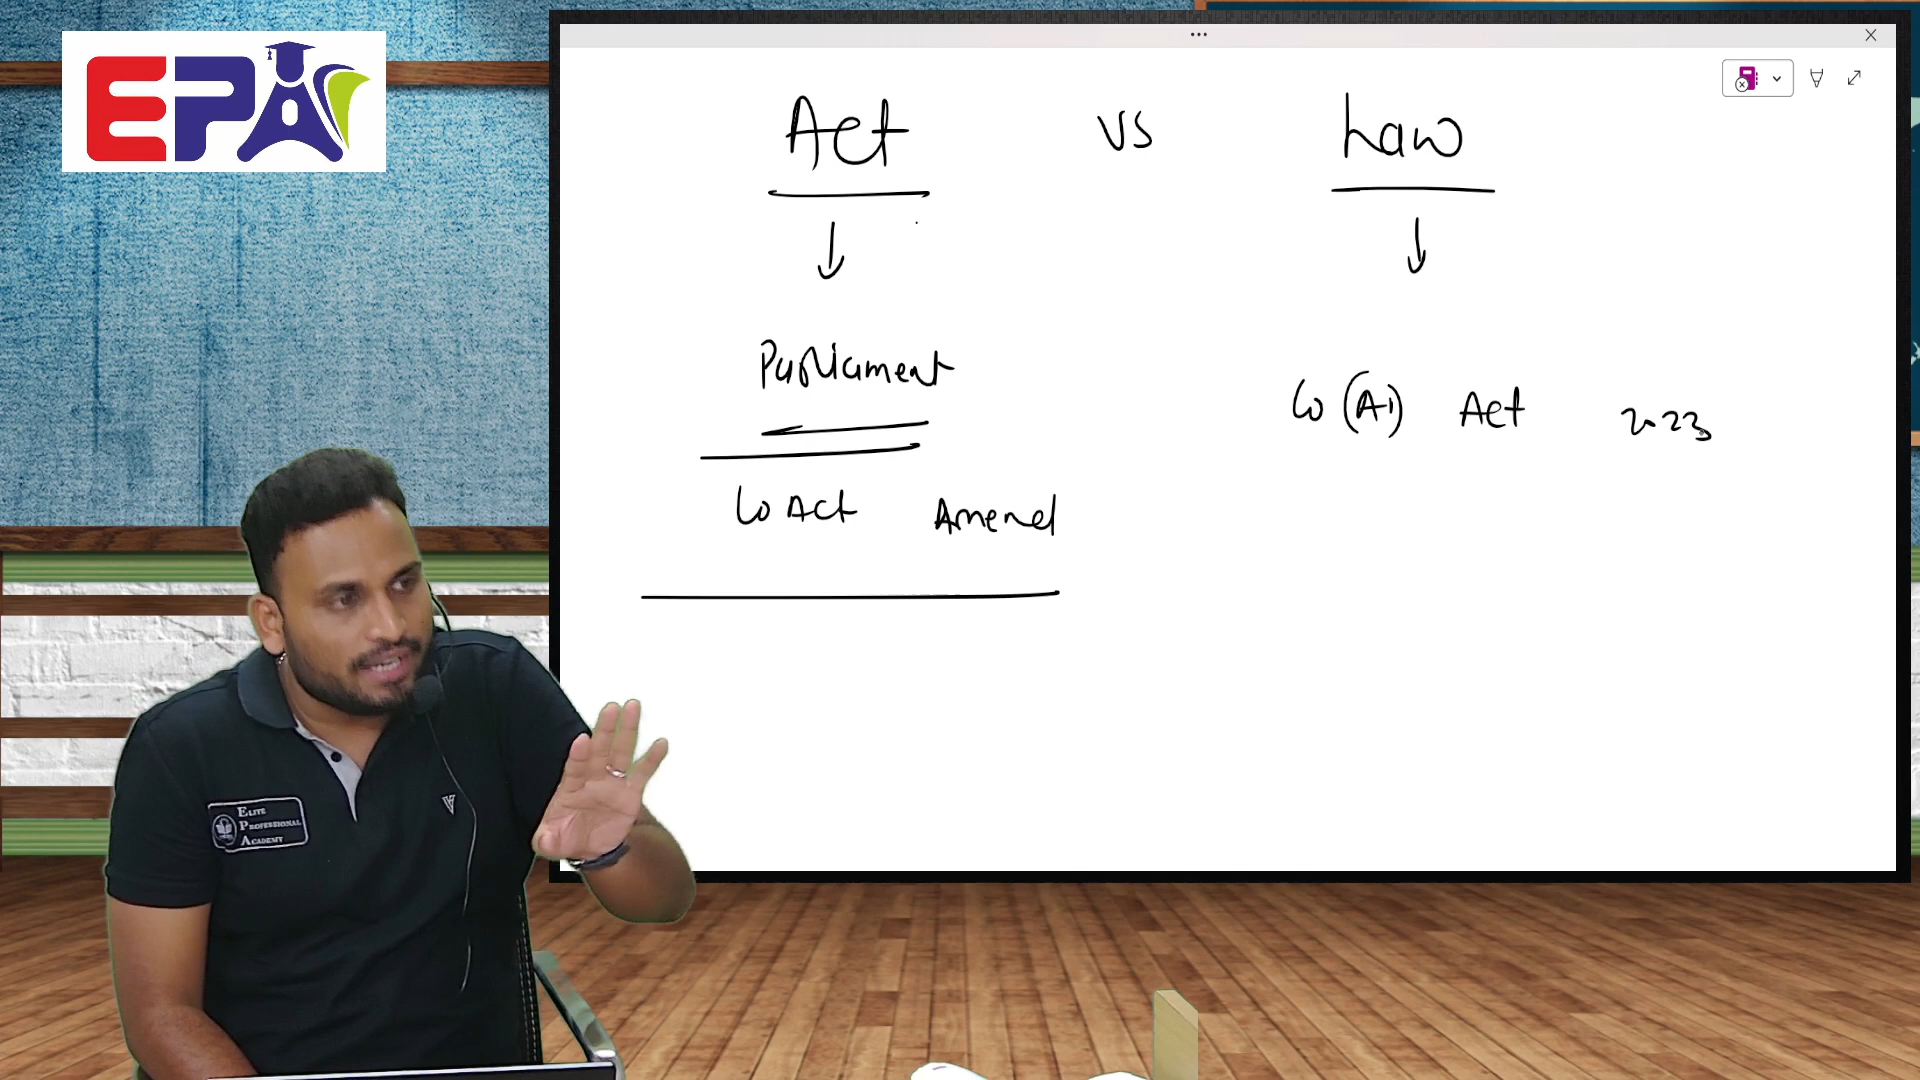 EPA
Act vs Law
Parliament
Co (A) Act 2023
Co Act Amend
ELITE
PROFESSIONAL
ACADEMY